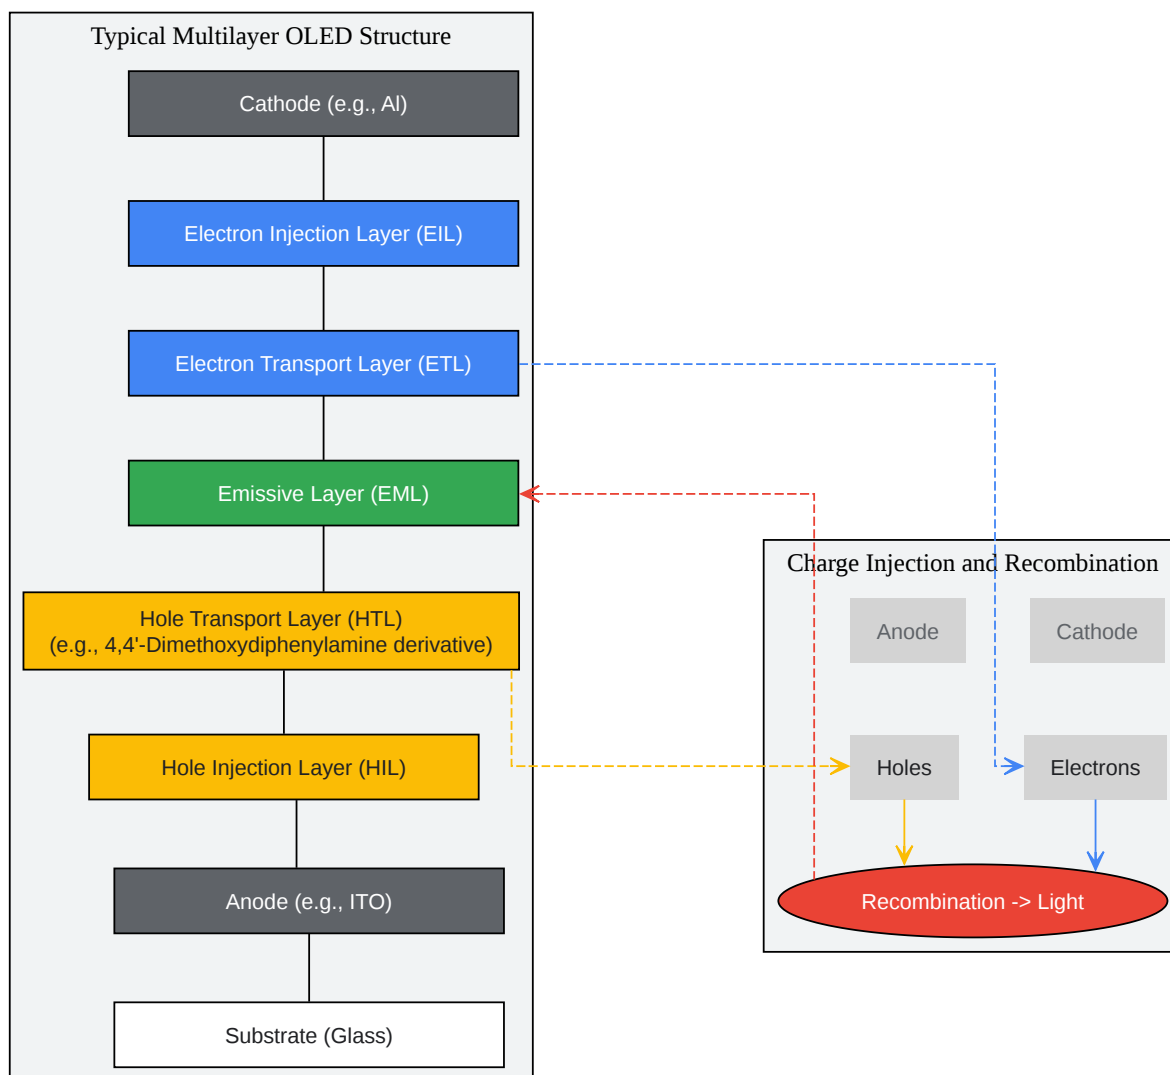 Typical Multilayer OLED Structure
Cathode (e.g., Al)
Electron Injection Layer (EIL)
Electron Transport Layer (ETL)
Emissive Layer (EML)
Hole Transport Layer (HTL)
(e.g., 4,4'-Dimethoxydiphenylamine derivative)
Hole Injection Layer (HIL)
Anode (e.g., ITO)
Substrate (Glass)
Charge Injection and Recombination
Anode
Cathode
Holes
Electrons
Recombination -> Light